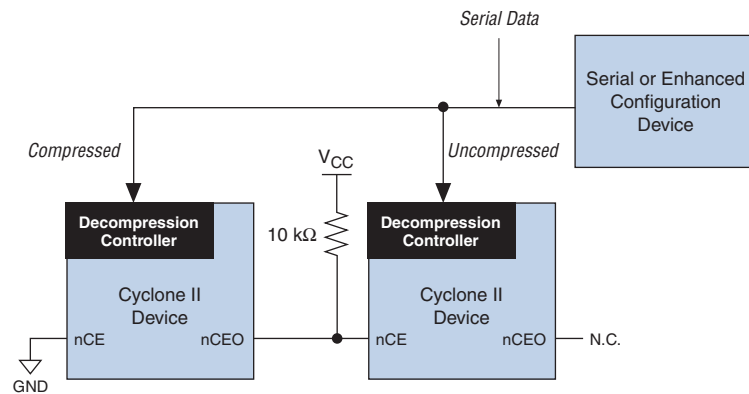 Serial Data
Serial or Enhanced
Configuration
Device
Compressed
Uncompressed
VCC
10 kΩ
Decompression
Controller
Cyclone II
Device
nCE
nCEO
GND
Decompression
Controller
Cyclone II
Device
nCE
nCEO
N.C.